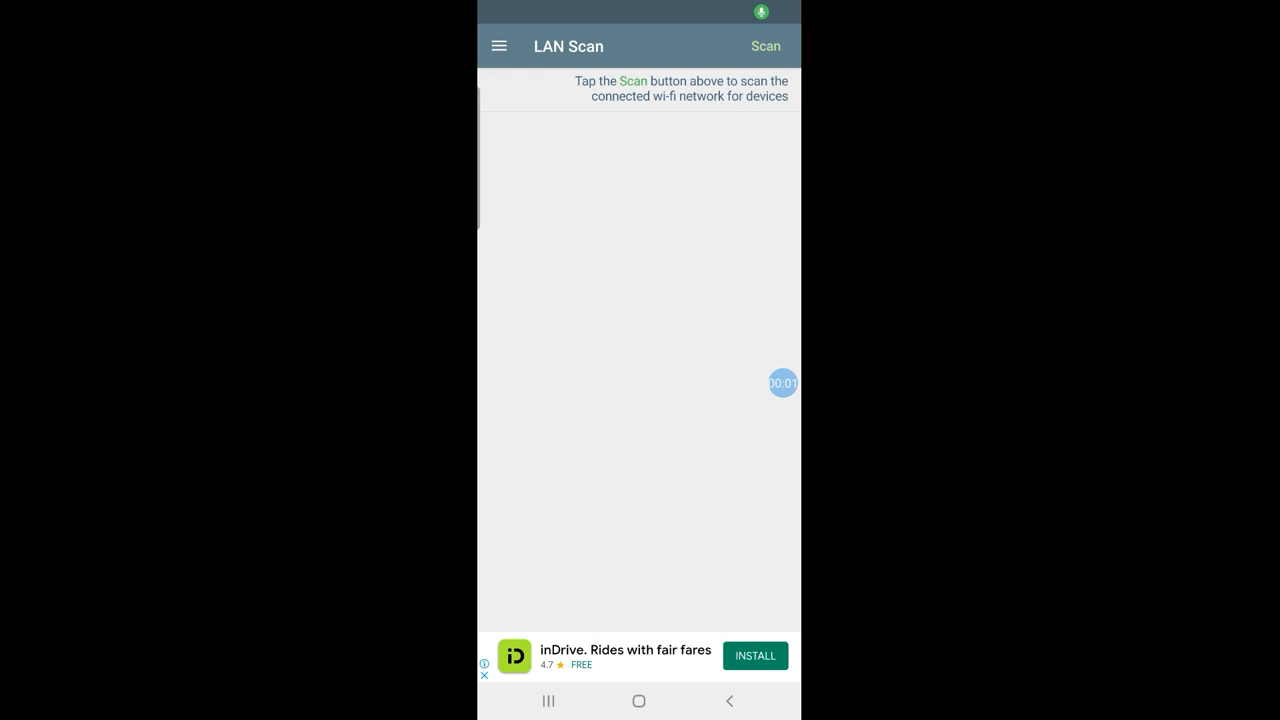 LAN Scan
Scan
Tap the Scan button above to scan the
connected wi-fi network for devices
00:01
inDrive. Rides with fair fares
4.7 ★ FREE
INSTALL